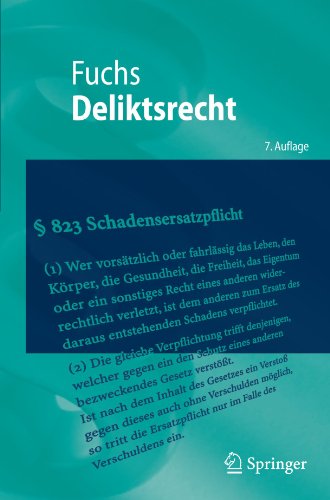 Fuchs
Deliktsrecht
7. Auflage
§ 823 Schadensersatzpflicht
(1) Wer vorsätzlich oder fahrlässig das Leben, den
Körper, die Gesundheit, die Freiheit, das Eigentum
oder ein sonstiges Recht eines anderen wider-
rechtlich verletzt, ist dem anderen zum Ersatz des
daraus entstehenden Schadens verpflichtet.
(2) Die gleiche Verpflichtung trifft denjenigen,
welcher gegen ein den Schutz eines anderen
bezweckendes Gesetz verstößt.
Ist nach dem Inhalt des Gesetzes ein Verstoß
gegen dieses auch ohne Verschulden möglich,
so tritt die Ersatzpflicht nur im Falle des
Verschuldens ein.
Springer